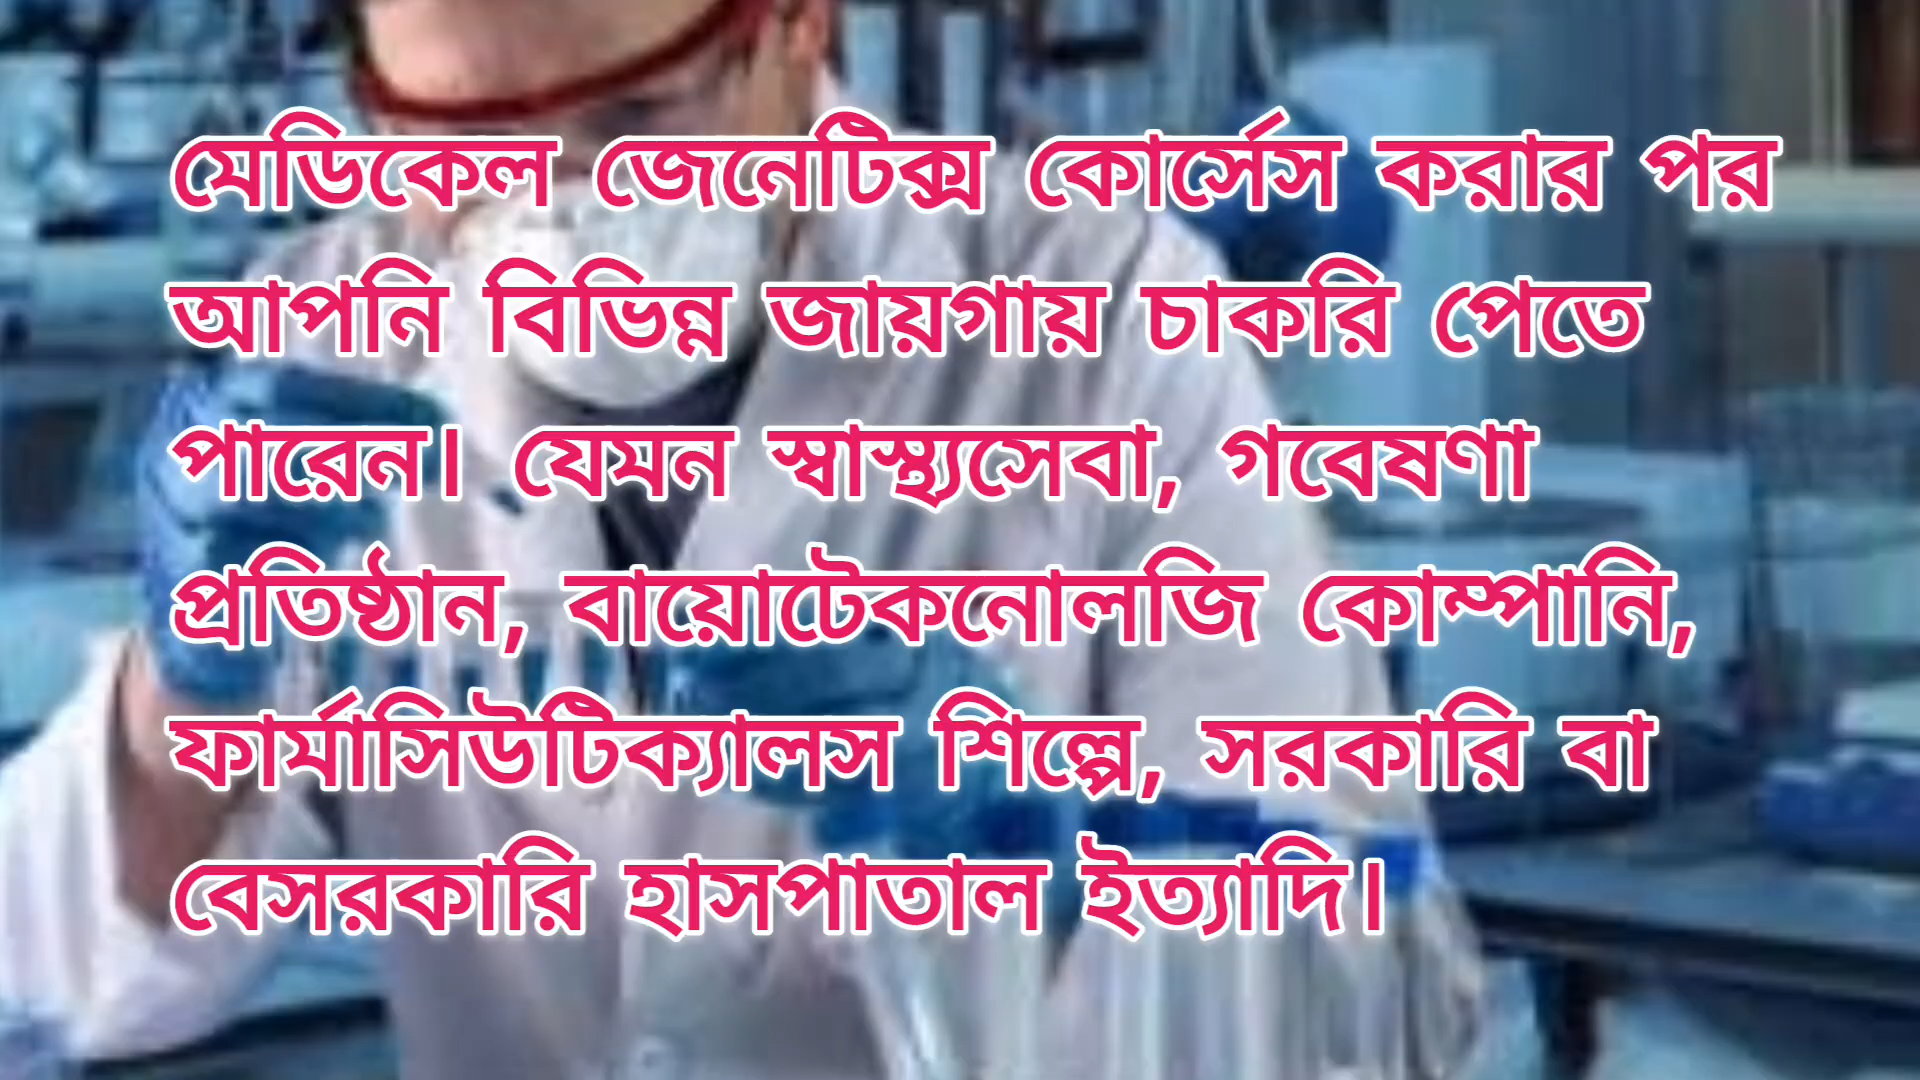 মেডিকেল জেনেটিক্স কোর্সেস করার পর
আপনি বিভিন্ন জায়গায় চাকরি পেতে
পারেন। যেমন স্বাস্থ্যসেবা, গবেষণা
প্রতিষ্ঠান, বায়োটেকনোলজি কোম্পানি,
ফার্মাসিউটিক্যালস শিল্পে, সরকারি বা
বেসরকারি হাসপাতাল ইত্যাদি।